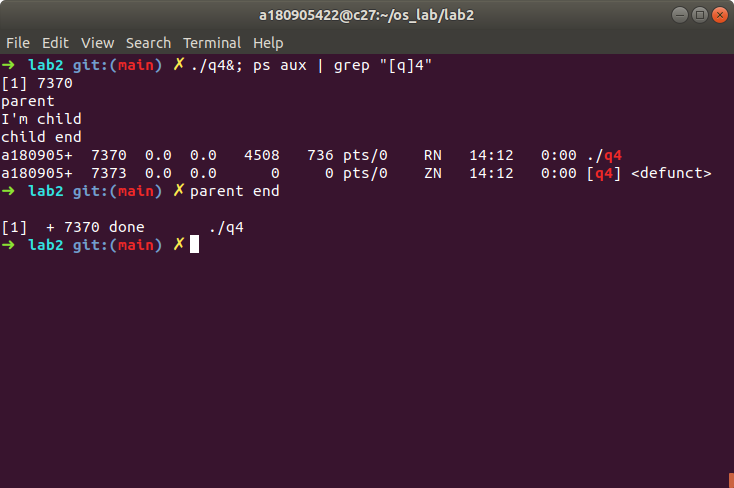 a180905422@c27:~/os_lab/lab2
File Edit View Search Terminal Help
➜  lab2 git:(main) ✗ ./q4&; ps aux | grep "[q]4"
[1] 7370
parent
I'm child
child end
a180905+  7370  0.0  0.0   4508   736 pts/0    RN   14:12   0:00 ./q4
a180905+  7373  0.0  0.0      0     0 pts/0    ZN   14:12   0:00 [q4] <defunct>
➜  lab2 git:(main) ✗ parent end
[1]  + 7370 done       ./q4
➜  lab2 git:(main) ✗